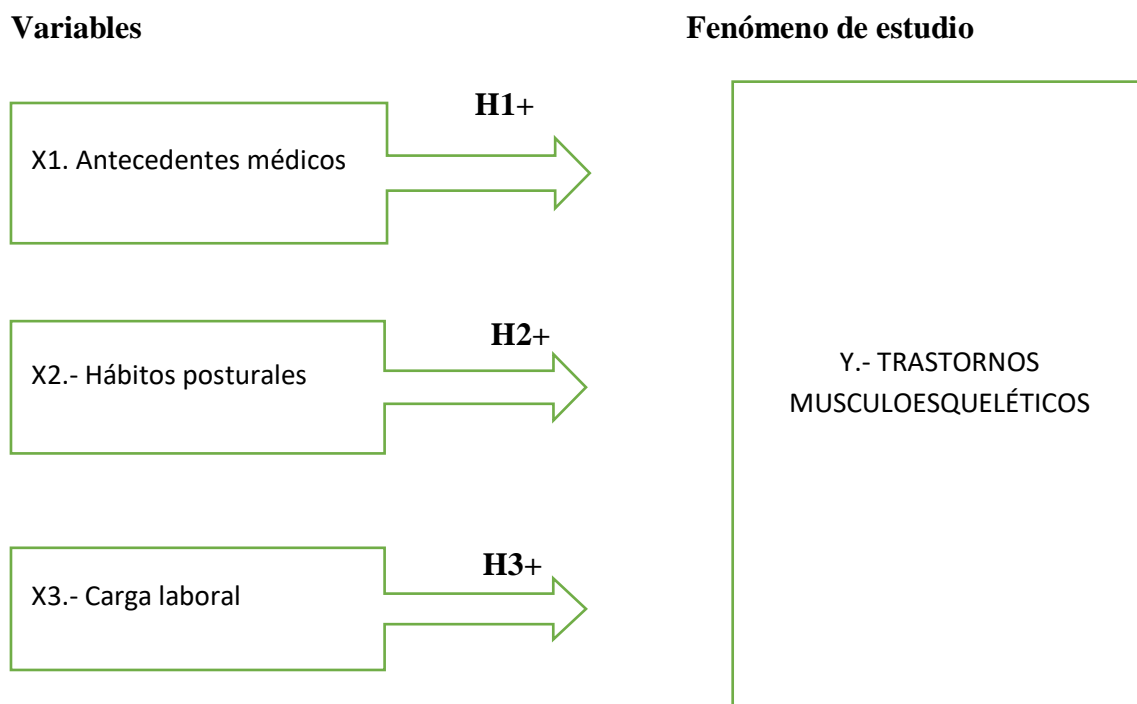 Variables
Fenómeno de estudio
H1+
X1. Antecedentes médicos
H2+
X2.- Hábitos posturales
Y.- TRASTORNOS
MUSCULOESQUELÉTICOS
H3+
X3.- Carga laboral